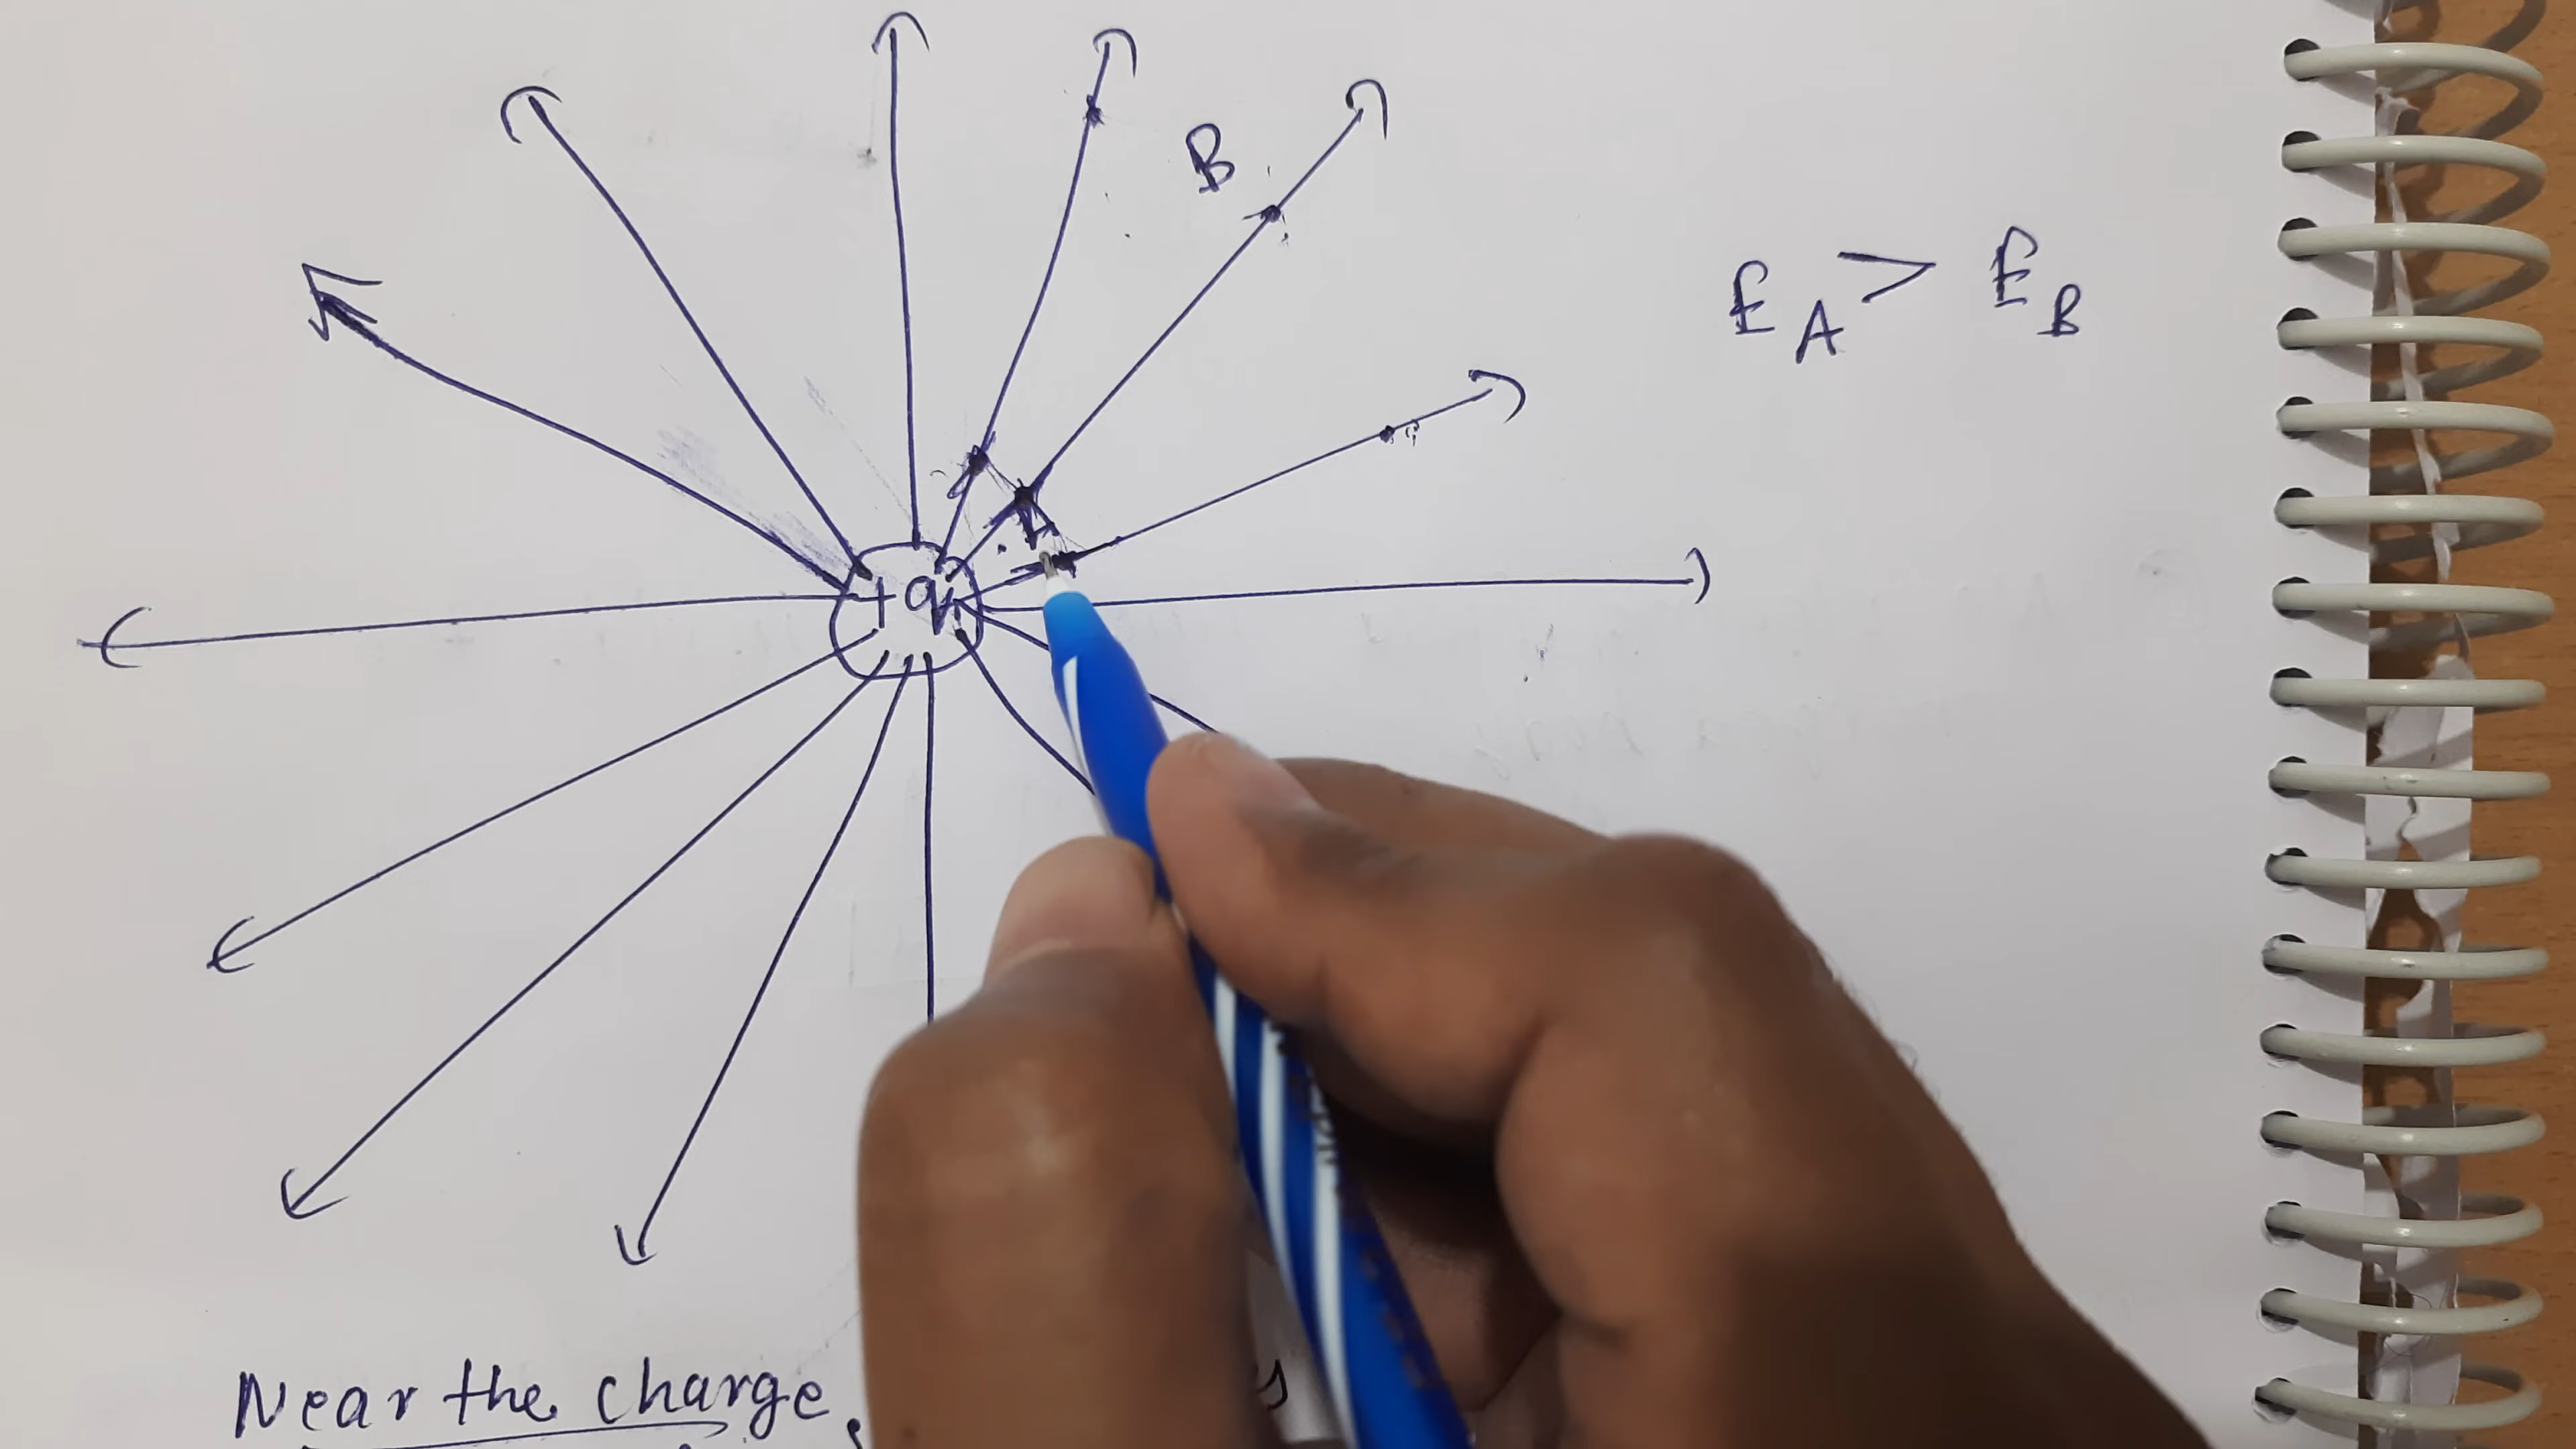 B
E_A > E_B
A
+q
Near the charge,